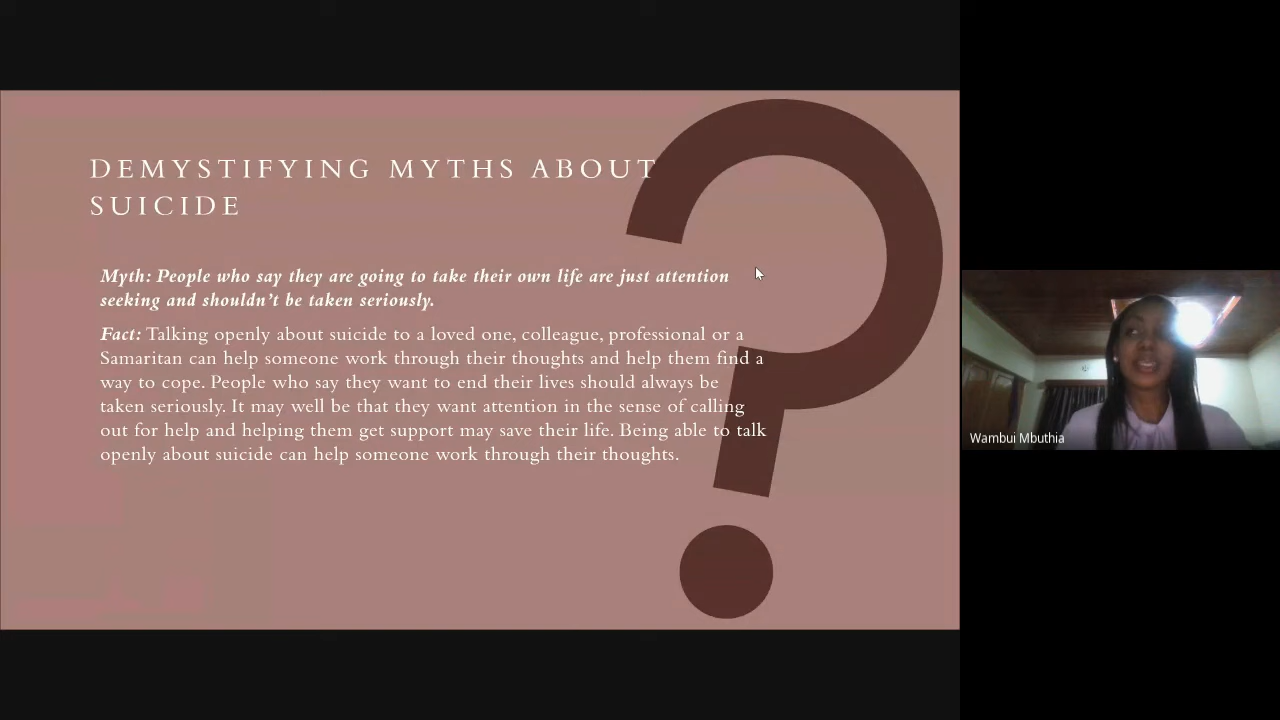 DEMYSTIFYING MYTHS ABOUT
SUICIDE
Myth: People who say they are going to take their own life are just attention
seeking and shouldn’t be taken seriously.
Fact: Talking openly about suicide to a loved one, colleague, professional or a
Samaritan can help someone work through their thoughts and help them find a
way to cope. People who say they want to end their lives should always be
taken seriously. It may well be that they want attention in the sense of calling
out for help and helping them get support may save their life. Being able to talk
openly about suicide can help someone work through their thoughts.
Wambui Mbuthia